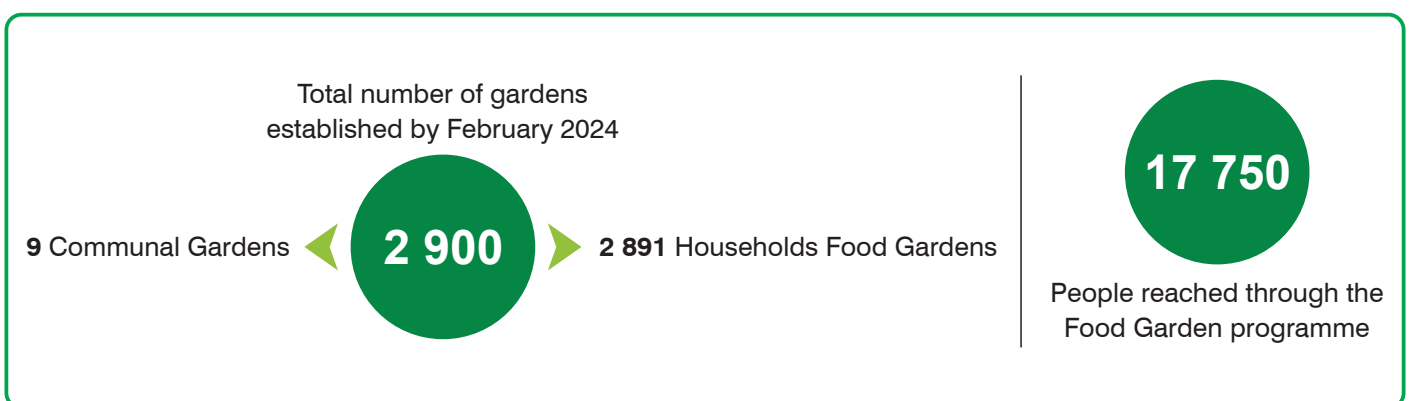 Total number of gardens
established by February 2024
9 Communal Gardens
2 900
2 891 Households Food Gardens
17 750
People reached through the
Food Garden programme